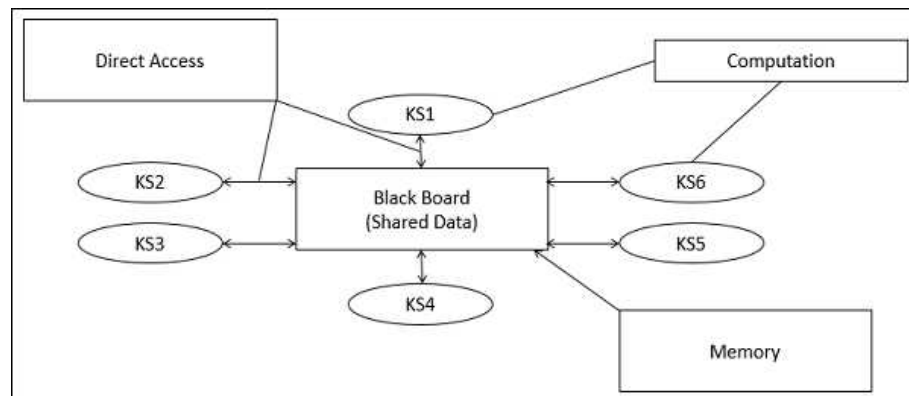 Direct Access
Computation
KS1
KS2
KS6
Black Board
(Shared Data)
KS3
KS5
KS4
Memory